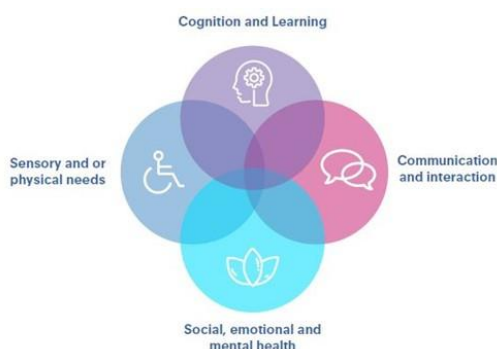 Cognition and Learning
Sensory and or
physical needs
Communication
and interaction
Social, emotional and
mental health